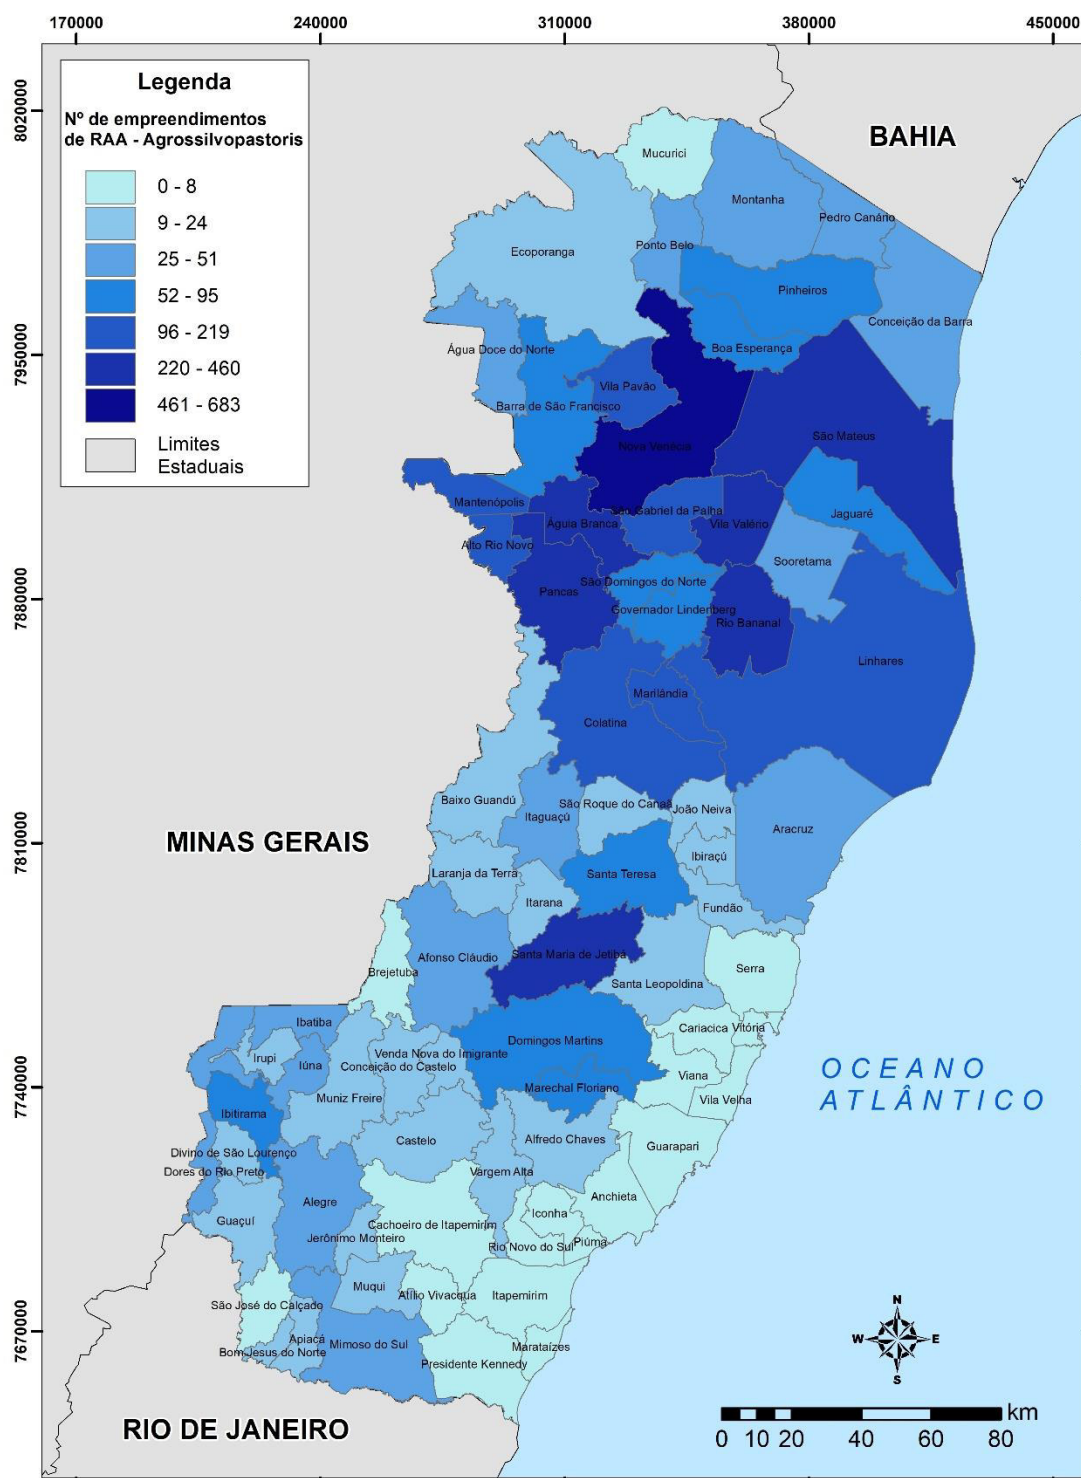 170000 240000 310000 380000 450000
8020000
7950000
7880000
7810000
7740000
7670000
Legenda
Nº de empreendimentos
de RAA - Agrossilvopastoris
0 - 8
9 - 24
25 - 51
52 - 95
96 - 219
220 - 460
461 - 683
Limites
Estaduais
BAHIA
Mucurici
Montanha
Pedro Canário
Ponto Belo
Ecoporanga
Pinheiros
Conceição da Barra
Água Doce do Norte
Boa Esperança
Vila Pavão
Barra de São Francisco
São Mateus
Nova Venécia
Mantenópolis
São Gabriel da Palha
Jaguaré
Águia Branca
Vila Valério
Alto Rio Novo
Sooretama
São Domingos do Norte
Pancas
Governador Lindenberg
Rio Bananal
Linhares
Marilândia
Colatina
Baixo Guandú
São Roque do Canaã
João Neiva
Itaguaçú
Aracruz
MINAS GERAIS
Ibiraçú
Laranja da Terra
Santa Teresa
Itarana
Fundão
Santa Maria de Jetibá
Afonso Cláudio
Brejetuba
Serra
Santa Leopoldina
Ibatiba
Cariacica
Vitória
Domingos Martins
Irupi
Venda Nova do Imigrante
Iúna
Conceição do Castelo
Viana
Marechal Floriano
OCEANO
ATLÂNTICO
Muniz Freire
Vila Velha
Ibitirama
Castelo
Alfredo Chaves
Guarapari
Divino de São Lourenço
Dores do Rio Preto
Vargem Alta
Anchieta
Alegre
Iconha
Guaçuí
Cachoeiro de Itapemirim
Jerônimo Monteiro
Rio Novo do Sul
Piúma
Muqui
Atílio Vivacqua
Itapemirim
São José do Calçado
Apiacá
Mimoso do Sul
Marataízes
Bom Jesus do Norte
Presidente Kennedy
RIO DE JANEIRO
N
W E
S
km
0 10 20 40 60 80